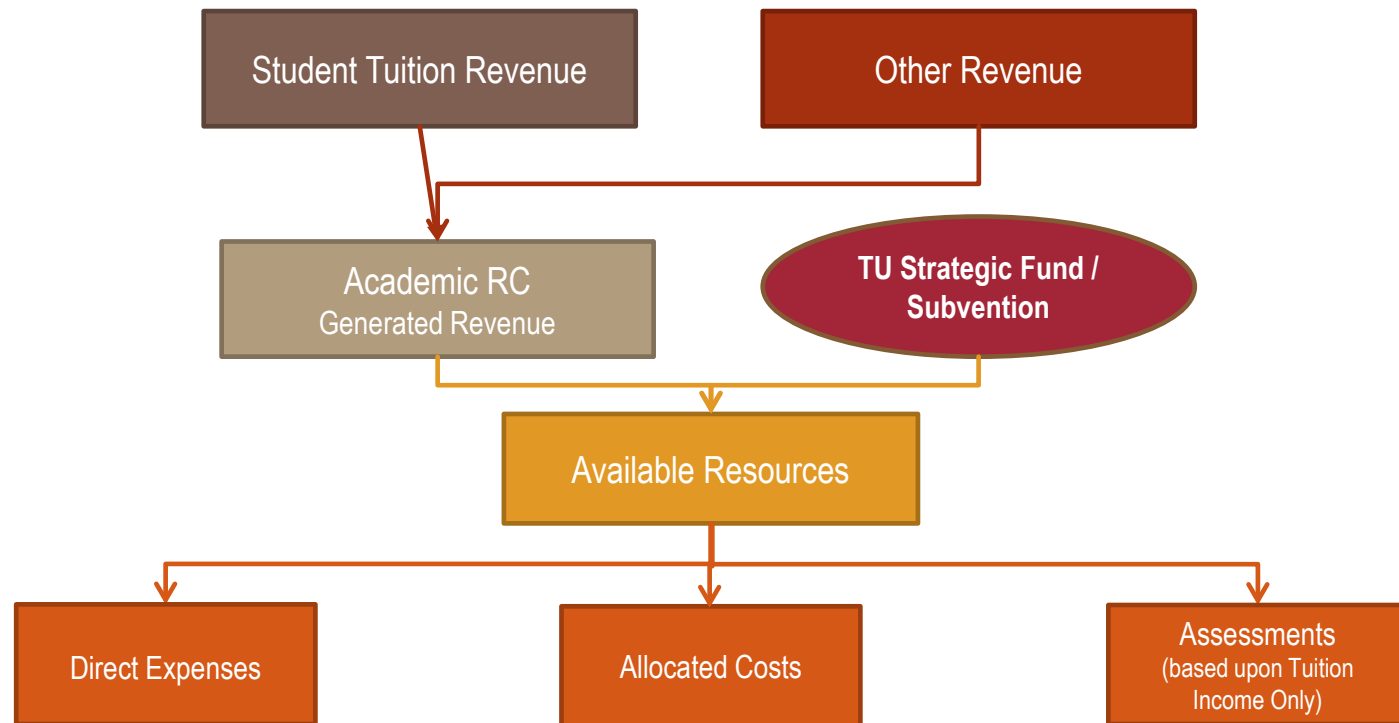 Student Tuition Revenue
Other Revenue
Academic RC
Generated Revenue
TU Strategic Fund /
Subvention
Available Resources
Direct Expenses
Allocated Costs
Assessments
(based upon Tuition
Income Only)